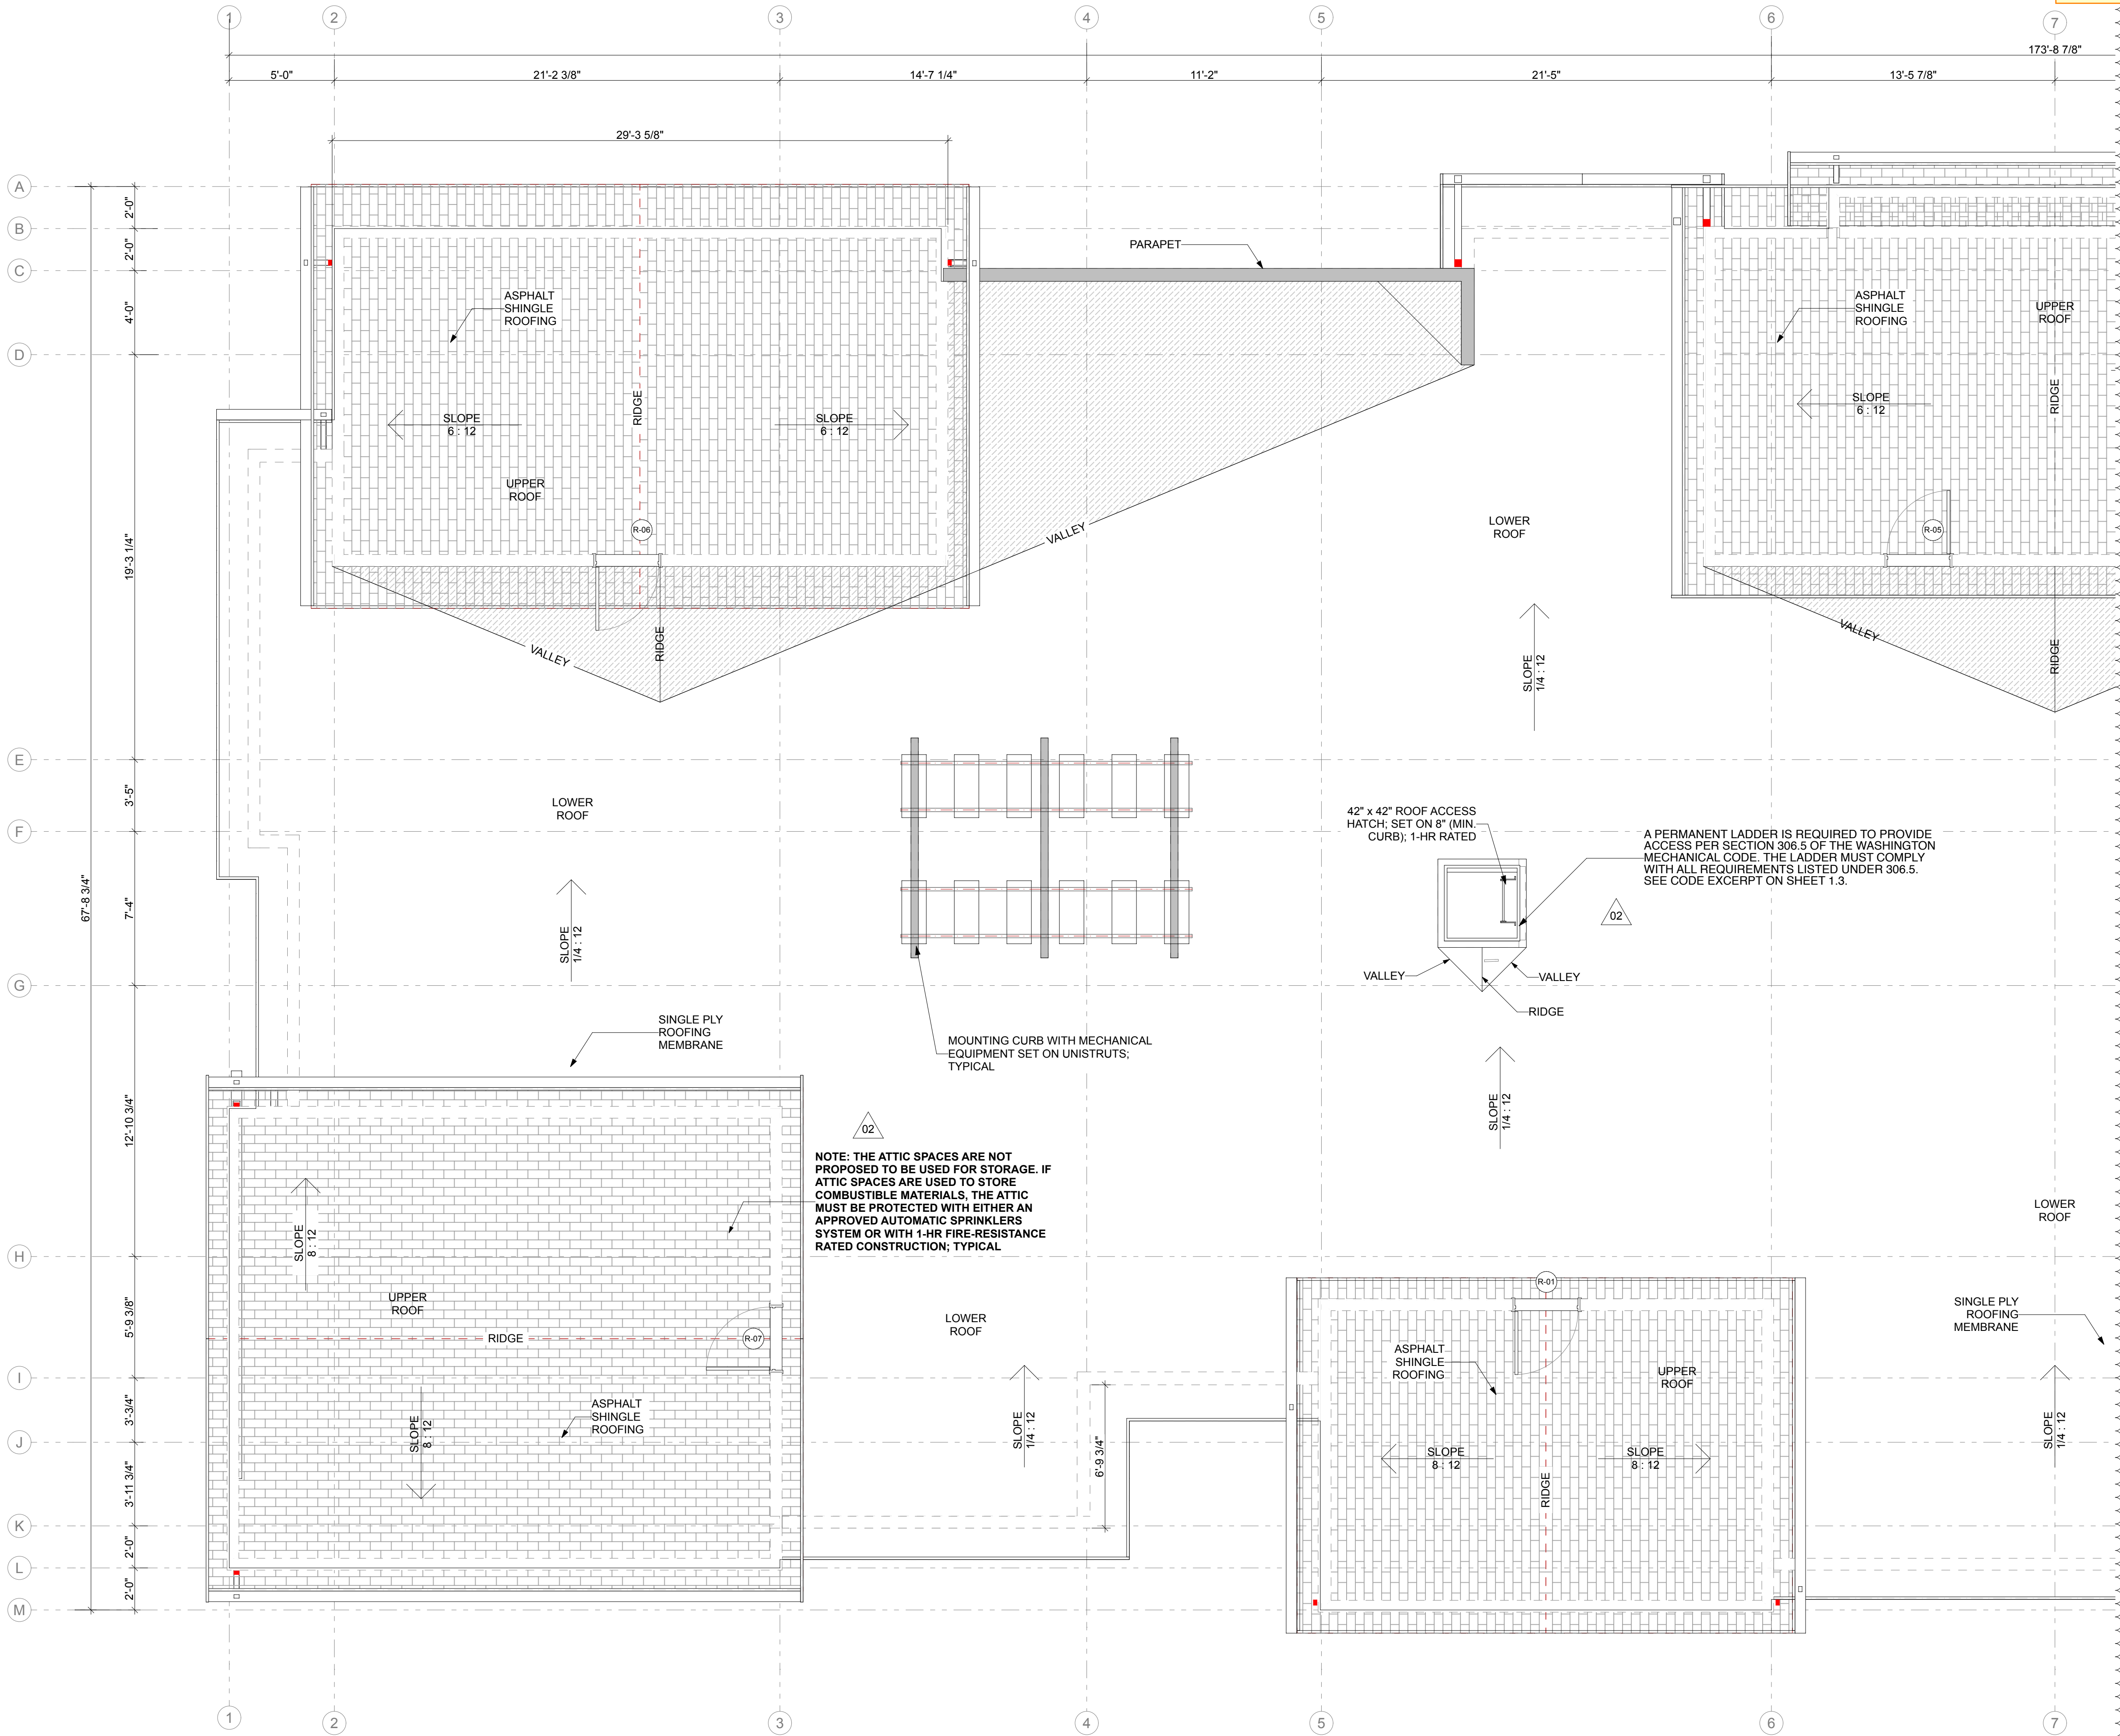 1
2
3
4
5
6
7
173'-8 7/8"
5'-0"
21'-2 3/8"
14'-7 1/4"
11'-2"
21'-5"
13'-5 7/8"
29'-3 5/8"
A
B
C
D
E
F
G
H
I
J
K
L
M
67'-8 3/4"
2'-0"
2'-0"
4'-0"
19'-3 1/4"
3'-5"
7'-4"
12'-10 3/4"
5'-9 3/8"
3'-3/4"
3'-11 3/4"
2'-0"
2'-0"
ASPHALT
SHINGLE
ROOFING
SLOPE
6 : 12
RIDGE
SLOPE
6 : 12
UPPER
ROOF
R-06
VALLEY
RIDGE
VALLEY
PARAPET
LOWER
ROOF
SLOPE
1/4 : 12
ASPHALT
SHINGLE
ROOFING
UPPER
ROOF
SLOPE
6 : 12
RIDGE
R-05
VALLEY
RIDGE
LOWER
ROOF
SLOPE
1/4 : 12
42" x 42" ROOF ACCESS
HATCH; SET ON 8" (MIN.
CURB); 1-HR RATED
A PERMANENT LADDER IS REQUIRED TO PROVIDE
ACCESS PER SECTION 306.5 OF THE WASHINGTON
MECHANICAL CODE. THE LADDER MUST COMPLY
WITH ALL REQUIREMENTS LISTED UNDER 306.5.
SEE CODE EXCERPT ON SHEET 1.3.
02
VALLEY
VALLEY
RIDGE
SLOPE
1/4 : 12
SINGLE PLY
ROOFING
MEMBRANE
MOUNTING CURB WITH MECHANICAL
EQUIPMENT SET ON UNISTRUTS;
TYPICAL
02
NOTE: THE ATTIC SPACES ARE NOT
PROPOSED TO BE USED FOR STORAGE. IF
ATTIC SPACES ARE USED TO STORE
COMBUSTIBLE MATERIALS, THE ATTIC
MUST BE PROTECTED WITH EITHER AN
APPROVED AUTOMATIC SPRINKLERS
SYSTEM OR WITH 1-HR FIRE-RESISTANCE
RATED CONSTRUCTION; TYPICAL
SLOPE
8 : 12
UPPER
ROOF
RIDGE
R-07
SLOPE
8 : 12
ASPHALT
SHINGLE
ROOFING
LOWER
ROOF
SLOPE
1/4 : 12
6'-9 3/4"
R-01
ASPHALT
SHINGLE
ROOFING
UPPER
ROOF
SLOPE
8 : 12
SLOPE
8 : 12
RIDGE
LOWER
ROOF
SINGLE PLY
ROOFING
MEMBRANE
SLOPE
1/4 : 12
1
2
3
4
5
6
7